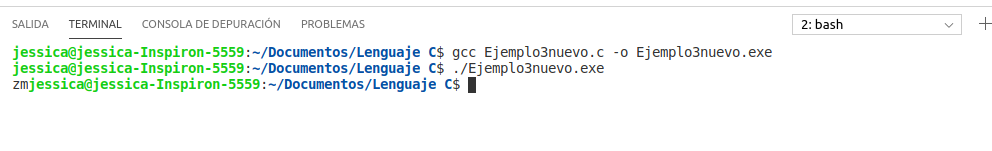 SALIDA TERMINAL CONSOLA DE DEPURACIÓN PROBLEMAS 2: bash
jessica@jessica-Inspiron-5559:~/Documentos/Lenguaje C$ gcc Ejemplo3nuevo.c -o Ejemplo3nuevo.exe
jessica@jessica-Inspiron-5559:~/Documentos/Lenguaje C$ ./Ejemplo3nuevo.exe
zmjessica@jessica-Inspiron-5559:~/Documentos/Lenguaje C$